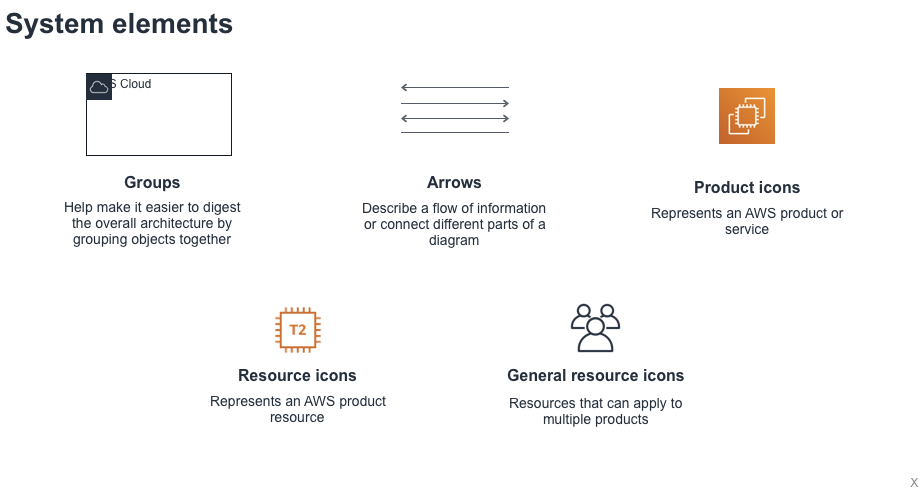 System elements
S Cloud
Groups
Help make it easier to digest
the overall architecture by
grouping objects together
Arrows
Describe a flow of information
or connect different parts of a
diagram
Product icons
Represents an AWS product or
service
T2
Resource icons
Represents an AWS product
resource
General resource icons
Resources that can apply to
multiple products
X